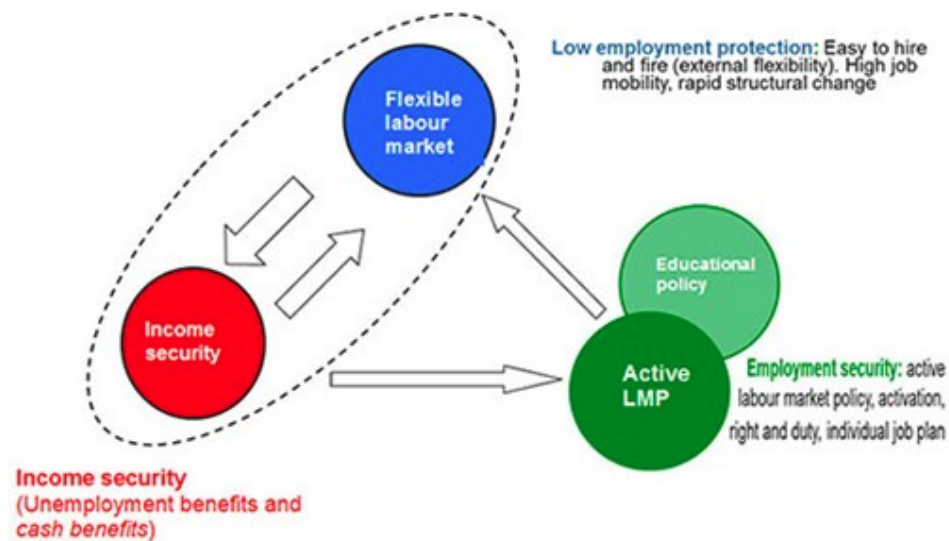 Low employment protection: Easy to hire
and fire (external flexibility). High job
mobility, rapid structural change
Flexible
labour
market
Educational
policy
Income
security
Active
LMP
Employment security: active
labour market policy, activation,
right and duty, individual job plan
Income security
(Unemployment benefits and
cash benefits)